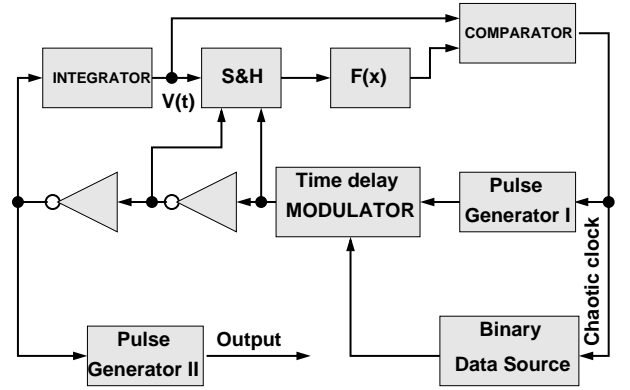 COMPARATOR
INTEGRATOR
S&H
F(x)
V(t)
Time delay
MODULATOR
Pulse
Generator I
Chaotic clock
Pulse
Generator II
Output
Binary
Data Source